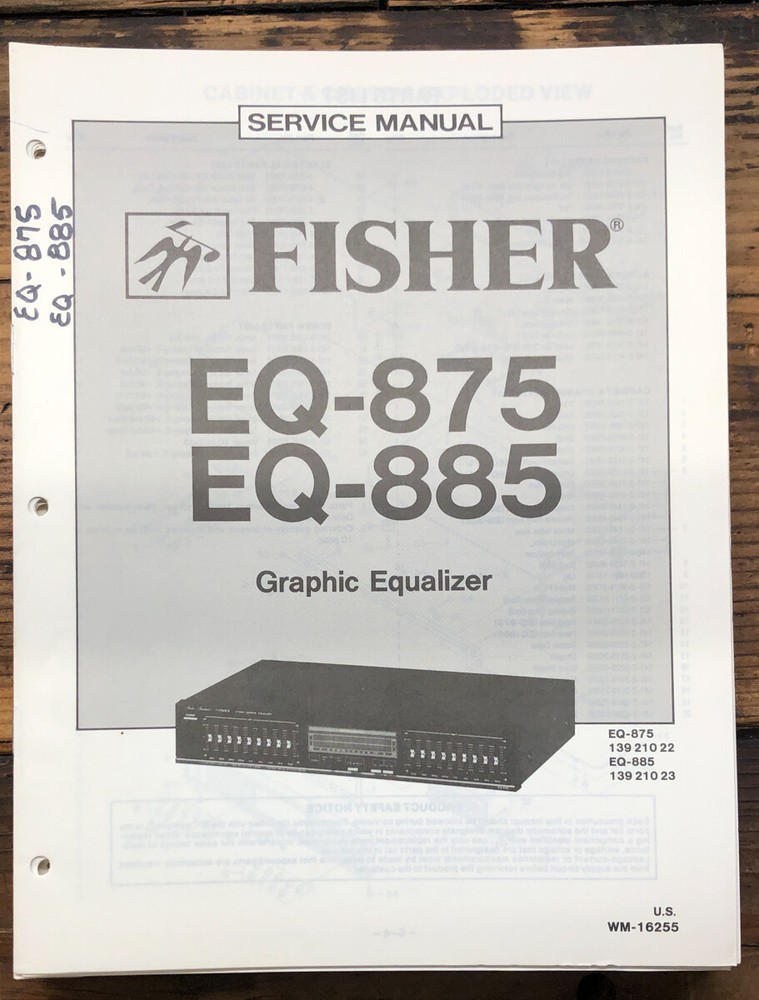 SERVICE MANUAL
EQ-875
EQ-885
FISHER®
EQ-875
EQ-885
Graphic Equalizer
EQ-875
139 210 22
EQ-885
139 210 23
U.S.
WM-16255